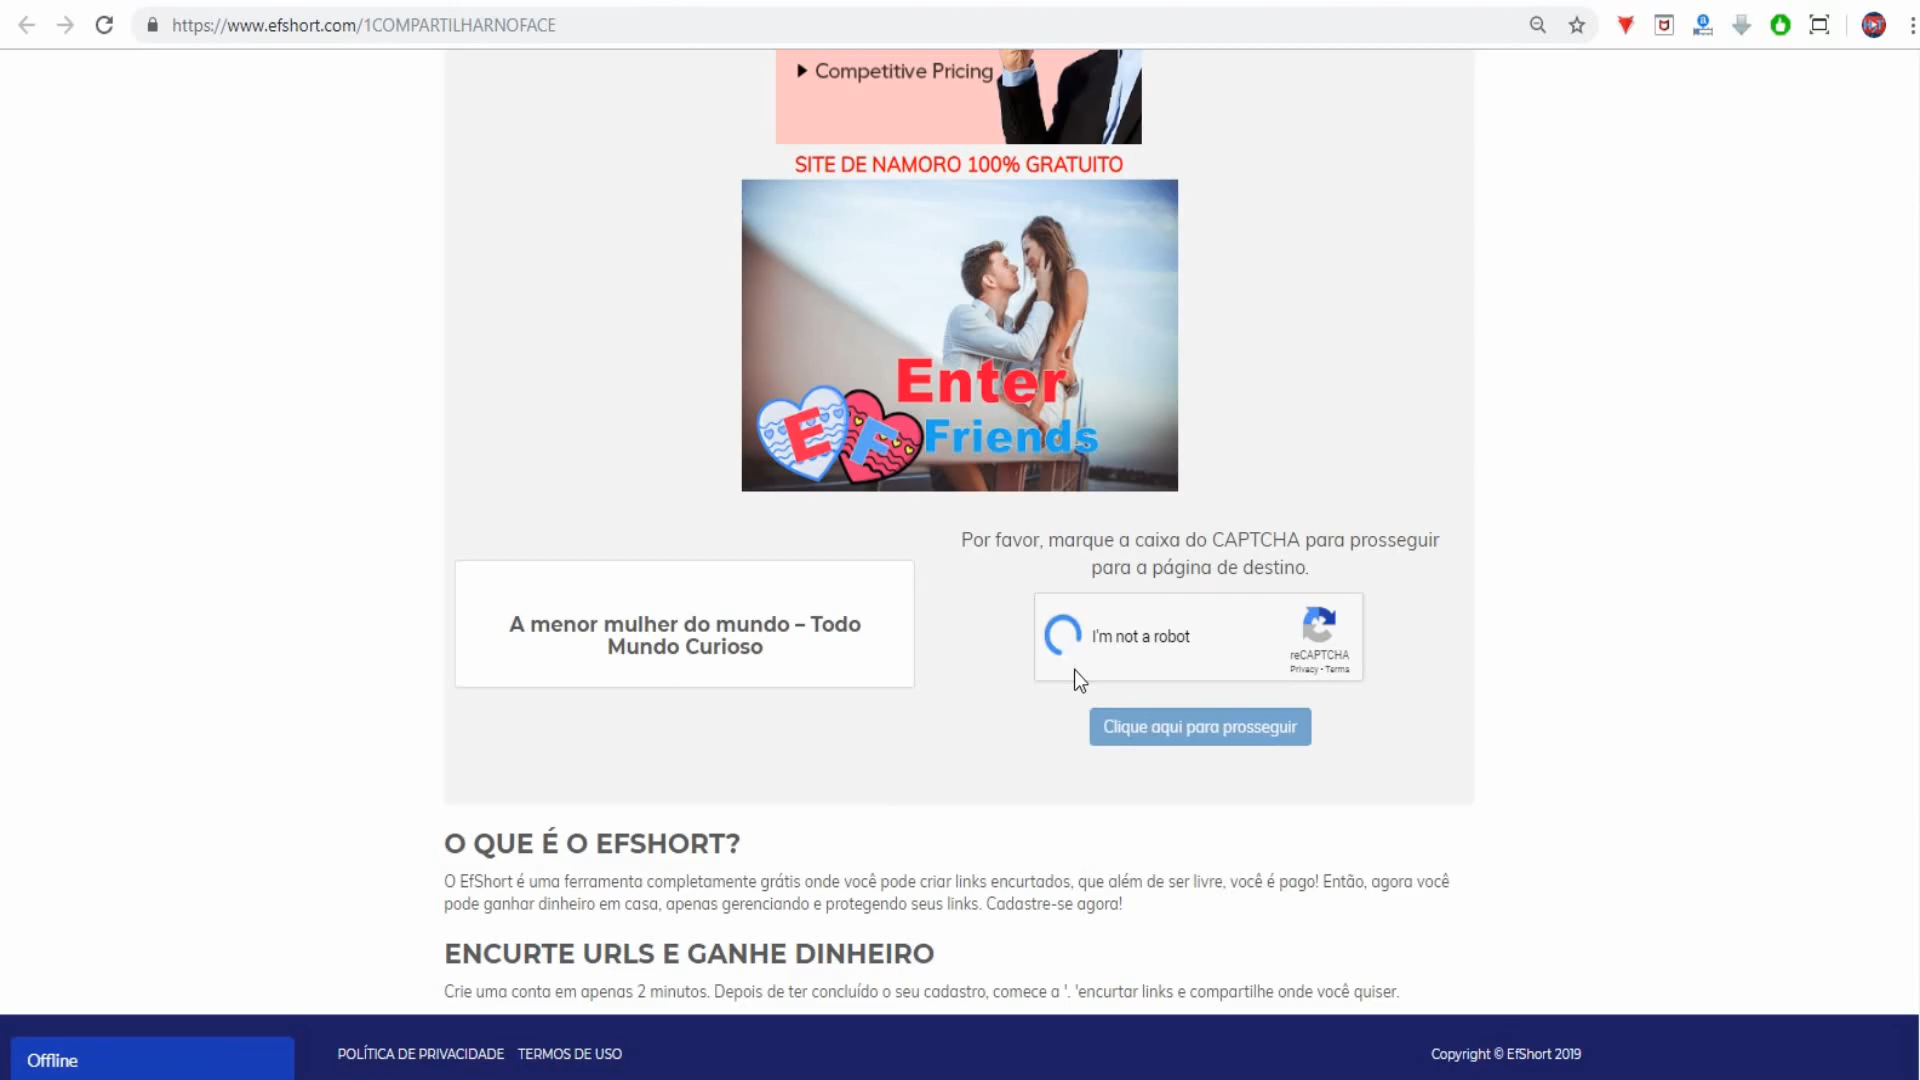 https://www.efshort.com/1COMPARTILHARNOFACE
Competitive Pricing
SITE DE NAMORO 100% GRATUITO
Enter
Friends
E F
Por favor, marque a caixa do CAPTCHA para prosseguir
para a página de destino.
A menor mulher do mundo – Todo
Mundo Curioso
I'm not a robot
reCAPTCHA
Privacy - Terms
Clique aqui para prosseguir
O QUE É O EFSHORT?
O EfShort é uma ferramenta completamente grátis onde você pode criar links encurtados, que além de ser livre, você é pago! Então, agora você
pode ganhar dinheiro em casa, apenas gerenciando e protegendo seus links. Cadastre-se agora!
ENCURTE URLS E GANHE DINHEIRO
Crie uma conta em apenas 2 minutos. Depois de ter concluído o seu cadastro, comece a '. 'encurtar links e compartilhe onde você quiser.
Offline
POLÍTICA DE PRIVACIDADE TERMOS DE USO
Copyright © EfShort 2019